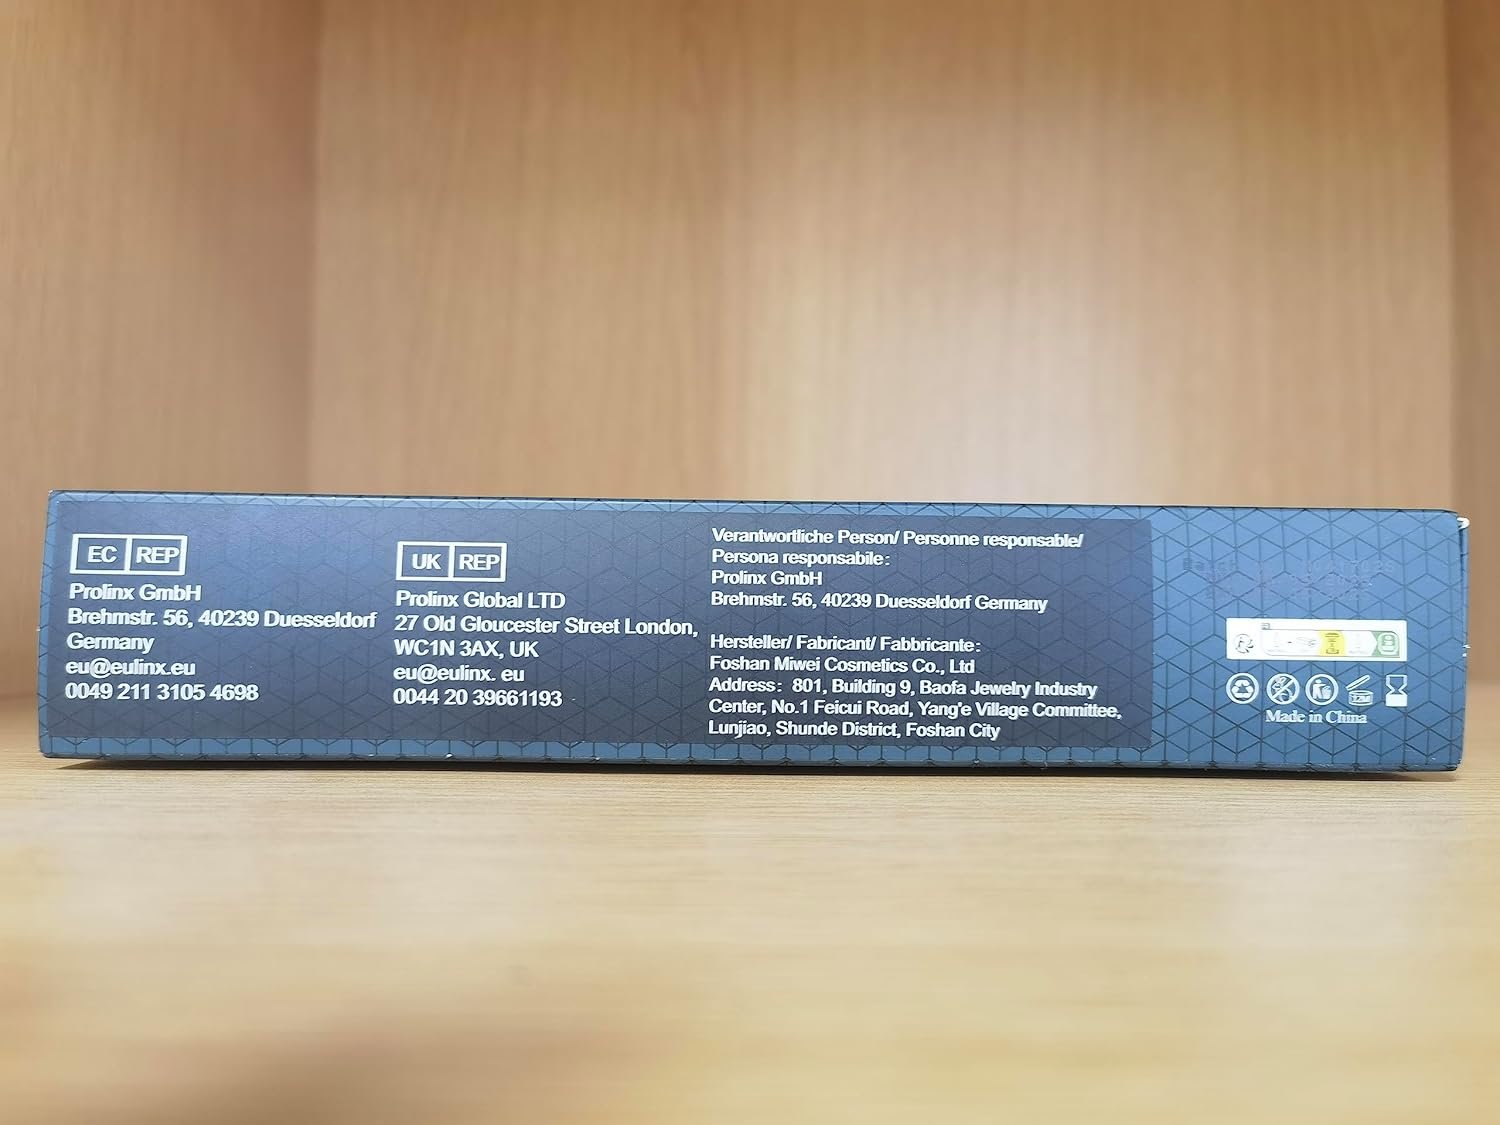 EC REP
Prolinx GmbH
Brehmstr. 56, 40239 Duesseldorf
Germany
eu@eulinx.eu
0049 211 3105 4698
UK REP
Prolinx Global LTD
27 Old Gloucester Street London,
WC1N 3AX, UK
eu@eulinx. eu
0044 20 39661193
Verantwortliche Person/ Personne responsable/
Persona responsabile:
Prolinx GmbH
Brehmstr. 56, 40239 Duesseldorf Germany
Hersteller/ Fabricant/ Fabbricante:
Foshan Miwei Cosmetics Co., Ltd
Address: 801, Building 9, Baofa Jewelry Industry
Center, No.1 Feicui Road, Yang'e Village Committee,
Lunjiao, Shunde District, Foshan City
12M
Made in China